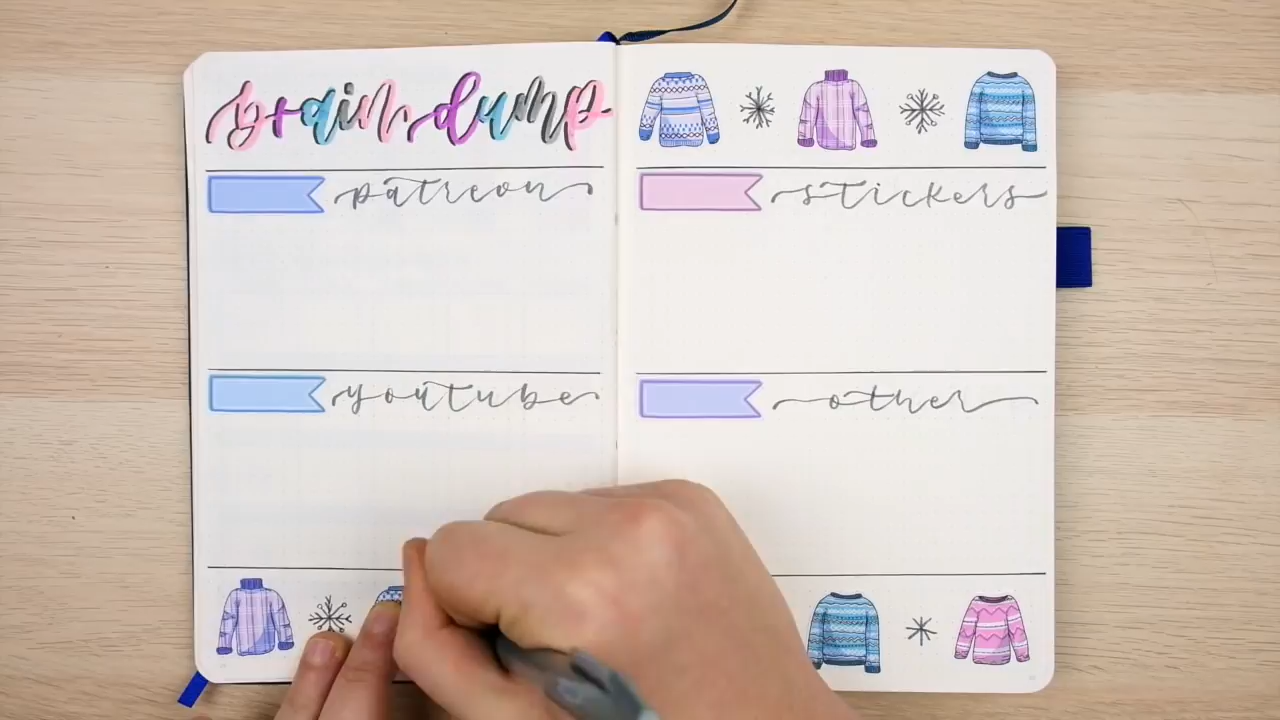 brain dump
patreon
youtube
stickers
other